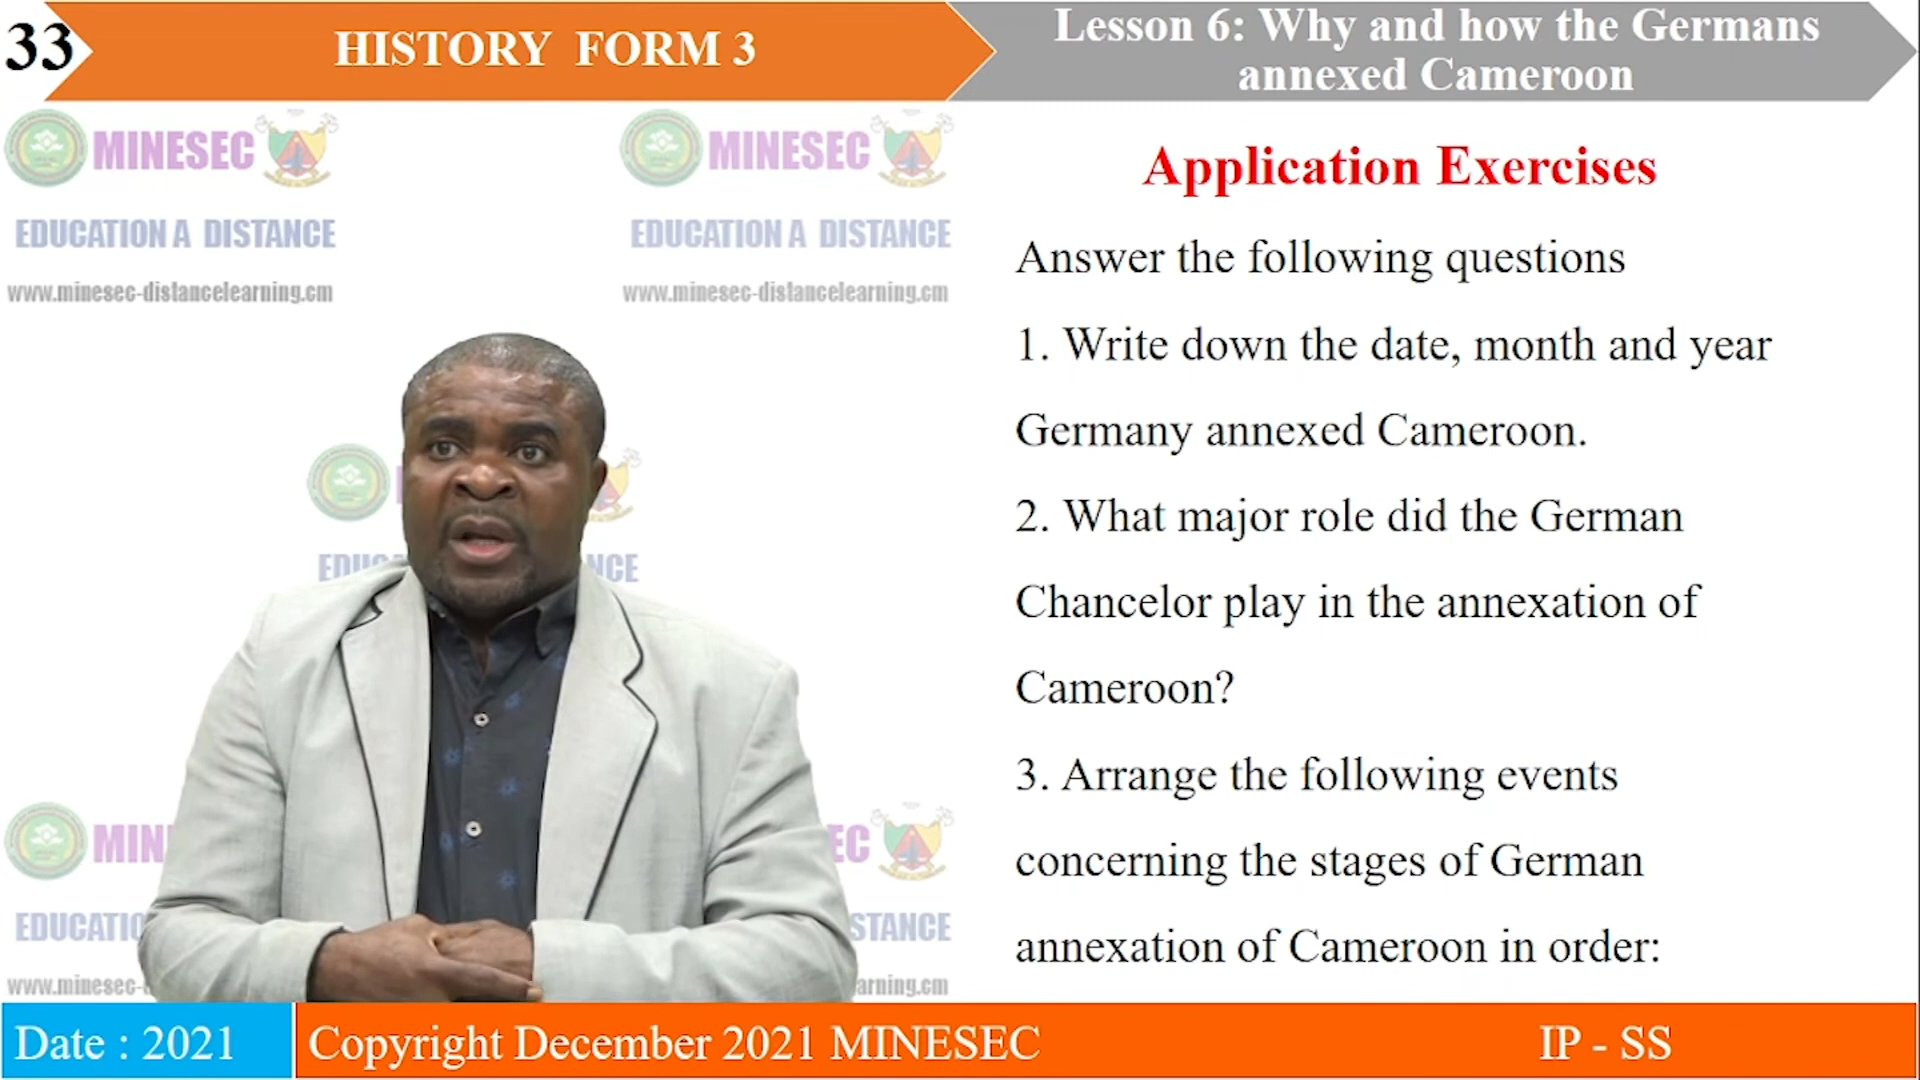 33
HISTORY FORM 3
Lesson 6: Why and how the Germans
annexed Cameroon
MINESEC
EDUCATION A DISTANCE
www.minesec-distancelearning.cm
MINESEC
EDUCATION A DISTANCE
www.minesec-distancelearning.cm
Application Exercises
Answer the following questions
1. Write down the date, month and year
Germany annexed Cameroon.
2. What major role did the German
Chancelor play in the annexation of
Cameroon?
3. Arrange the following events
concerning the stages of German
annexation of Cameroon in order:
Date : 2021
Copyright December 2021 MINESEC
IP - SS